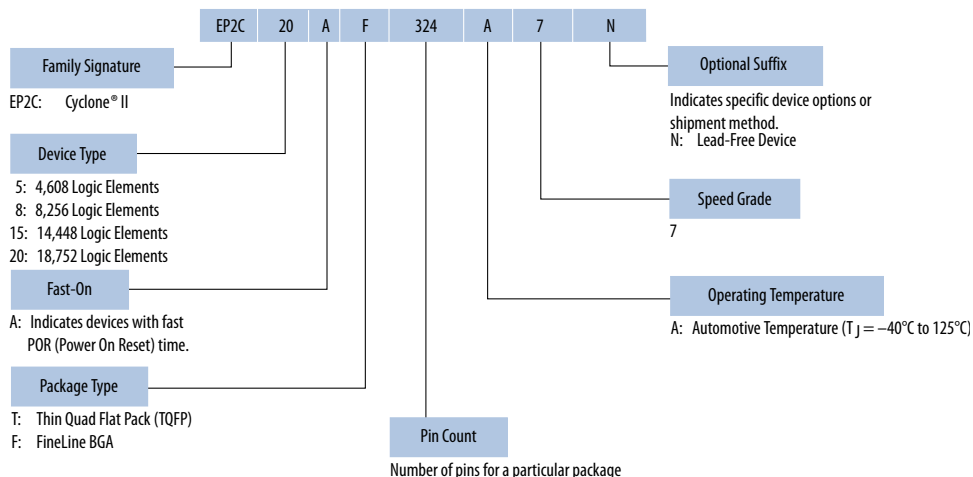 EP2C 20 A F 324 A 7 N
Family Signature
EP2C: Cyclone® II
Device Type
5: 4,608 Logic Elements
8: 8,256 Logic Elements
15: 14,448 Logic Elements
20: 18,752 Logic Elements
Fast-On
A: Indicates devices with fast
POR (Power On Reset) time.
Package Type
T: Thin Quad Flat Pack (TQFP)
F: FineLine BGA
Pin Count
Number of pins for a particular package
Optional Suffix
Indicates specific device options or
shipment method.
N: Lead-Free Device
Speed Grade
7
Operating Temperature
A: Automotive Temperature (T J = –40°C to 125°C)